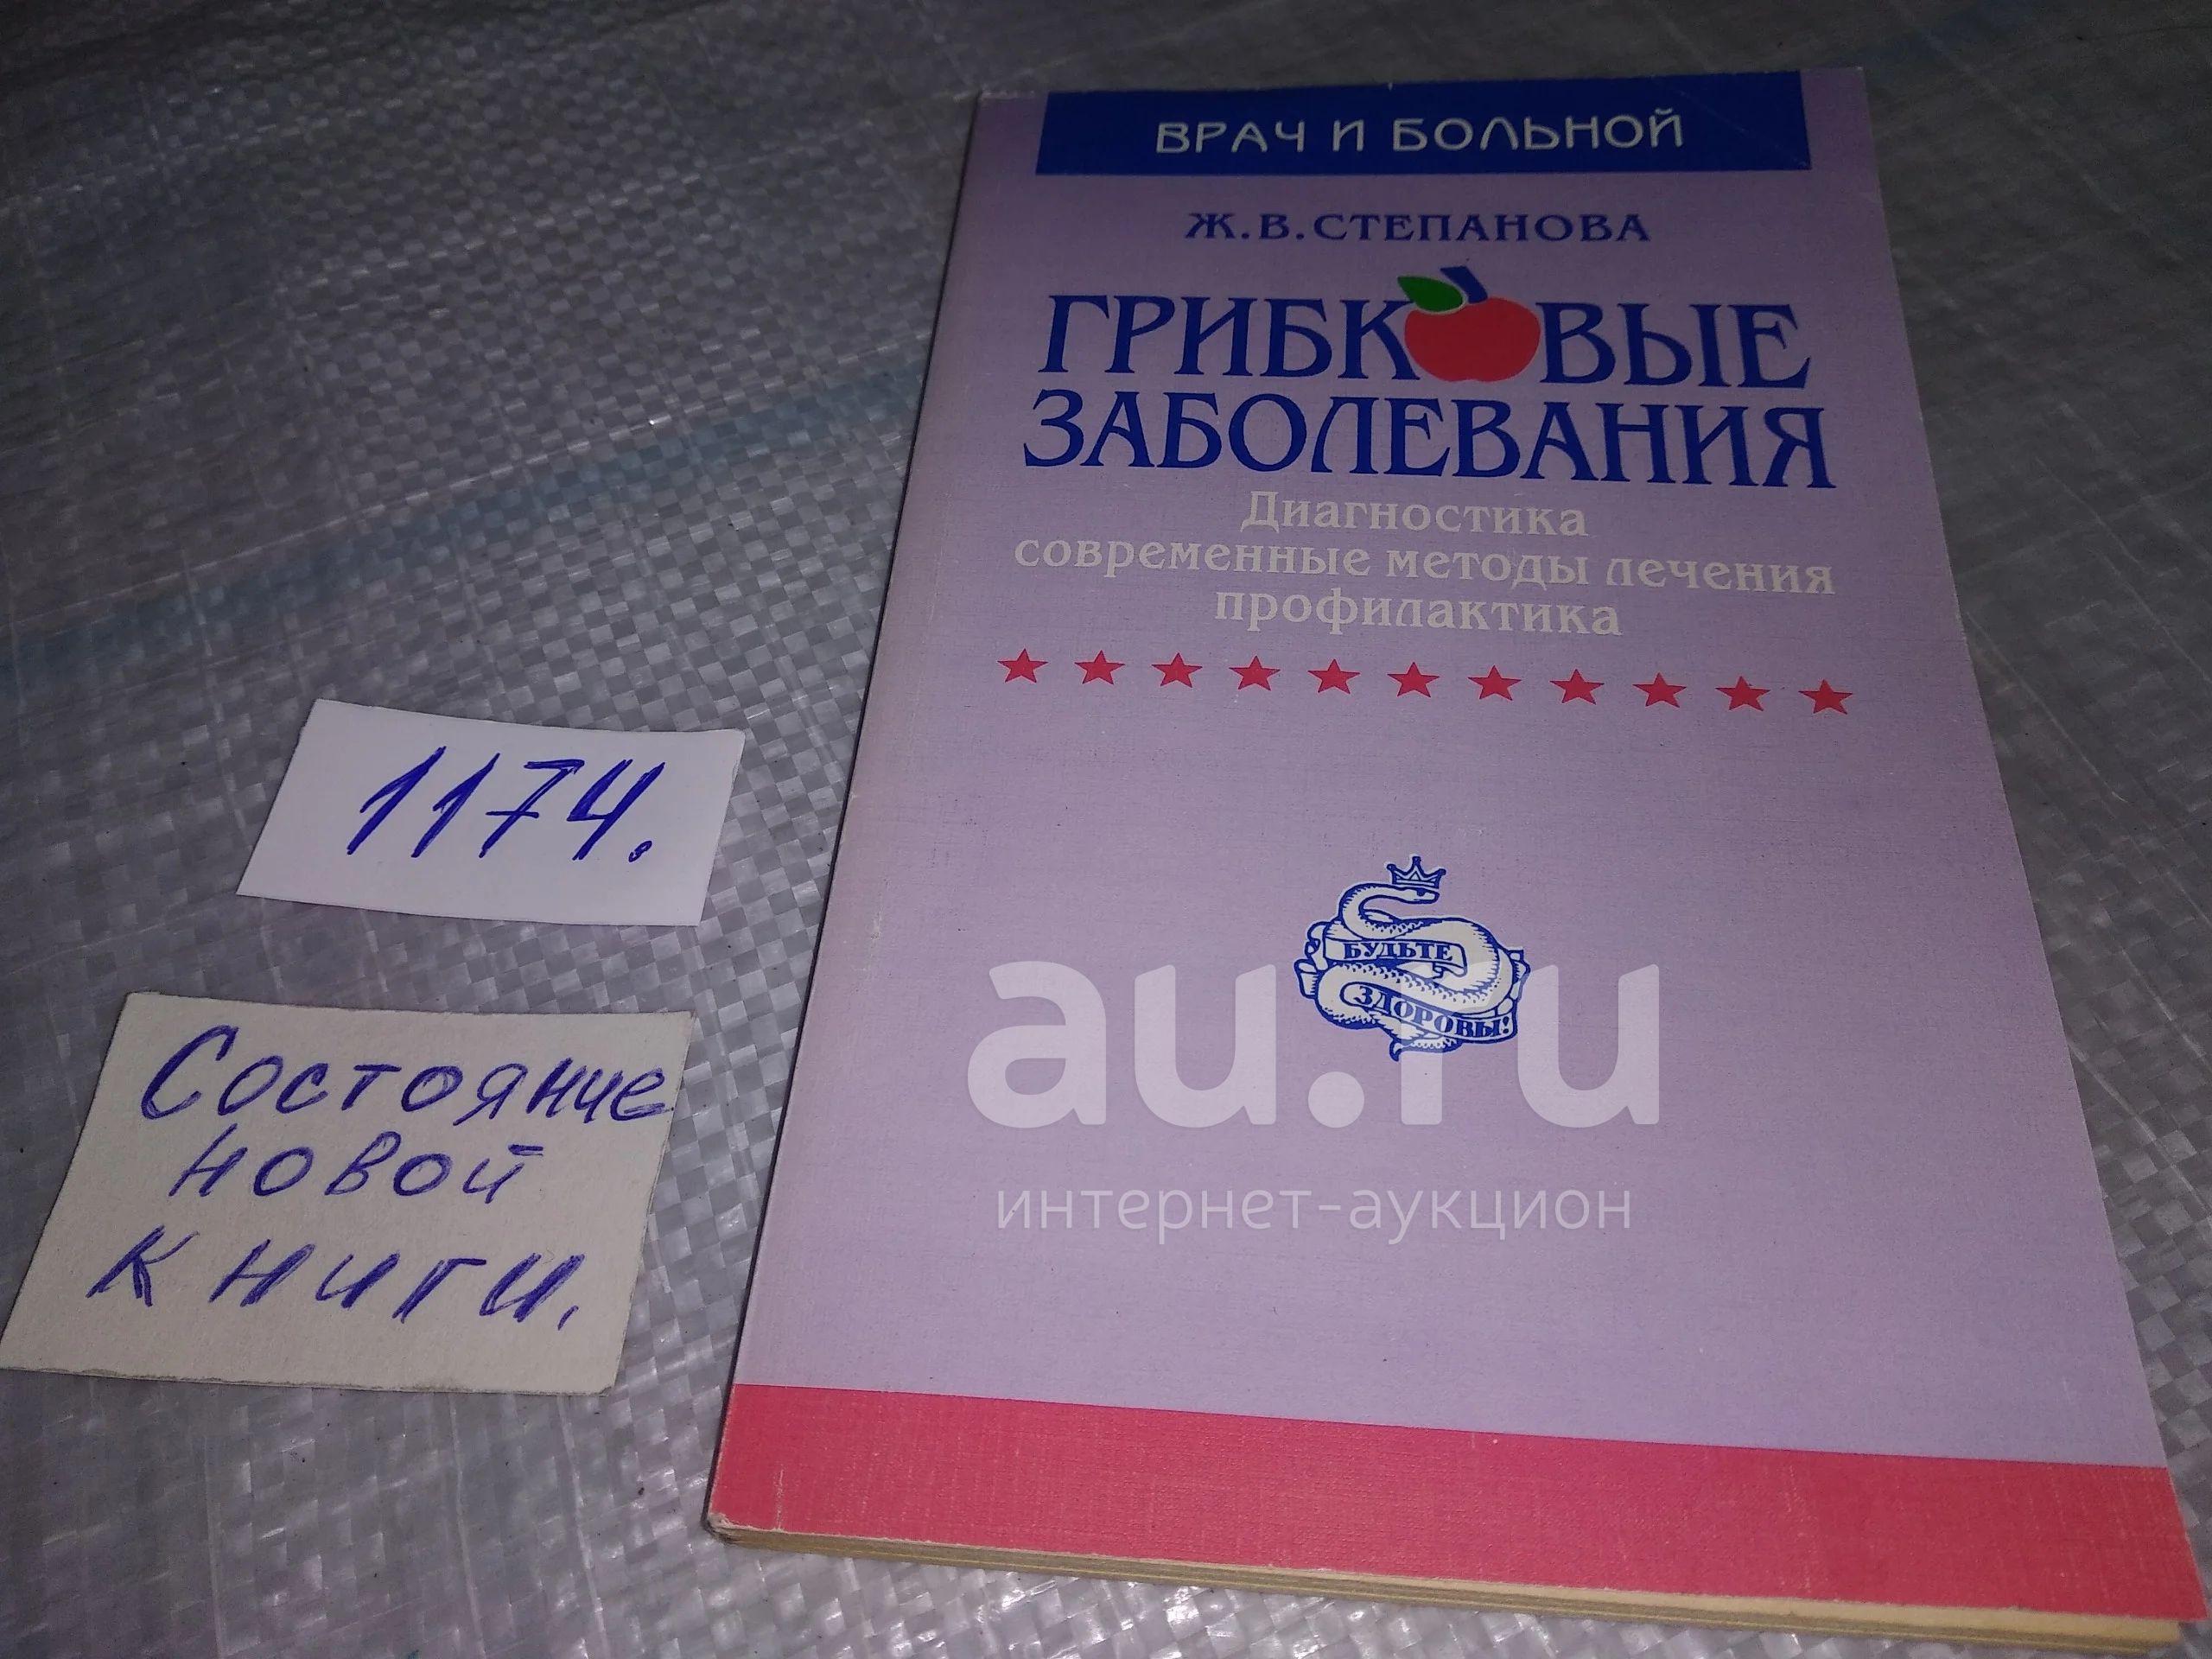 ВРАЧ И БОЛЬНОЙ
Ж.В.СТЕПАНОВА
ГРИБКОВЫЕ
ЗАБОЛЕВАНИЯ
Диагностика
современные методы лечения
профилактика
БУДЬТЕ
ЗДОРОВЫ!
1174.
Состояние
новой
книги.
au.ru
интернет-аукцион